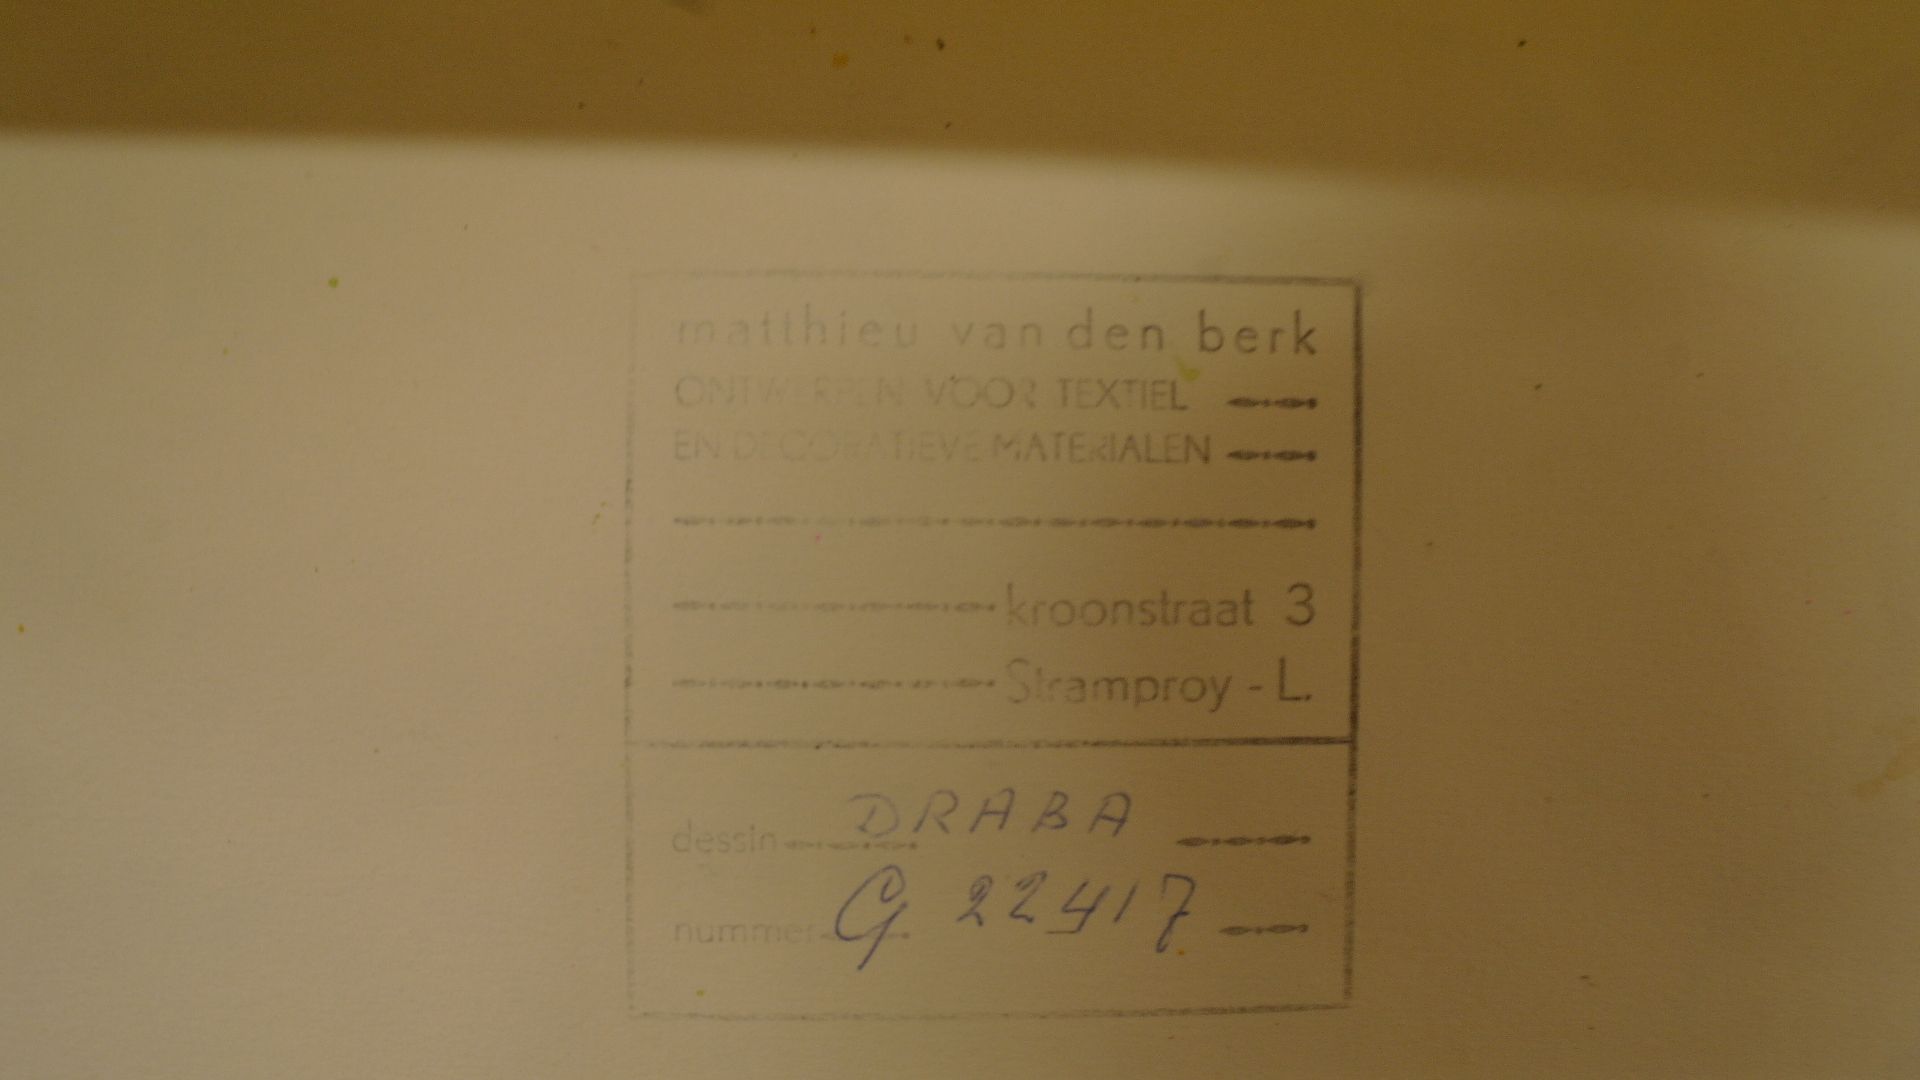 matthieu van den berk
ONTWERPEN VOOR TEXTIEL
EN DECORATIEVE MATERIALEN
kroonstraat 3
Stramproy - L.
dessin DRABA
nummer G 22417